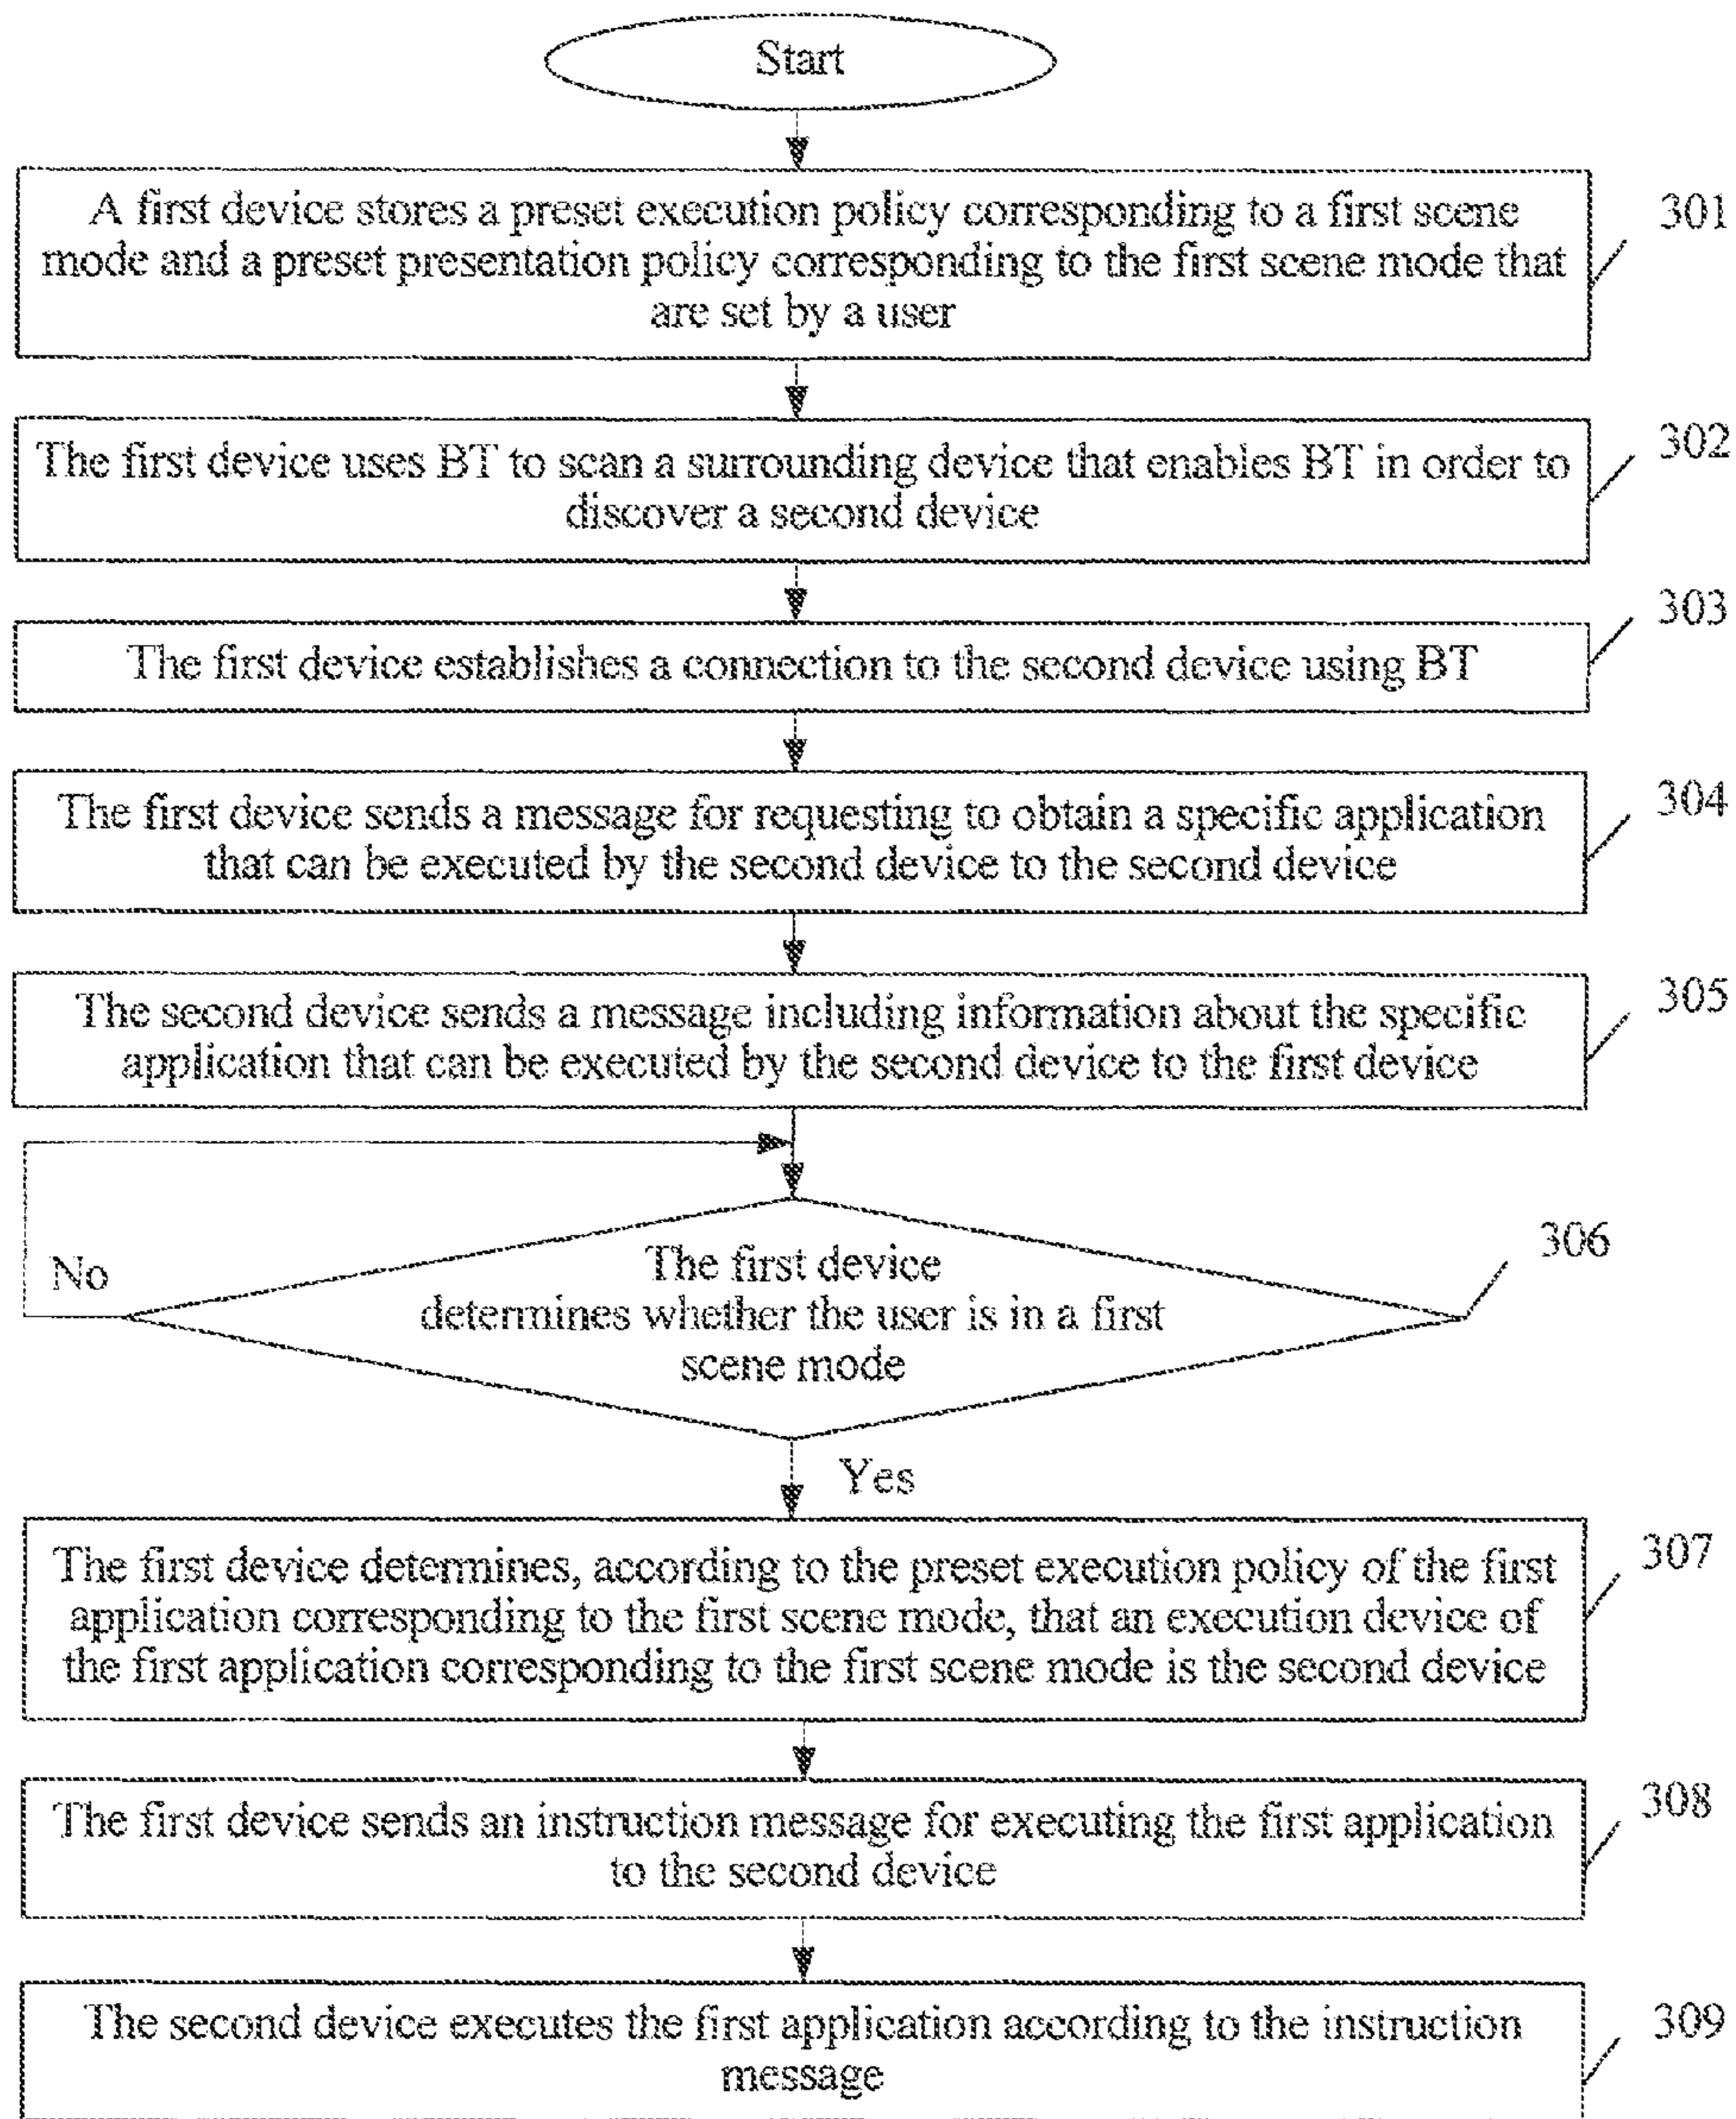 Start
A first device stores a preset execution policy corresponding to a first scene
mode and a preset presentation policy corresponding to the first scene mode that
are set by a user
301
The first device uses BT to scan a surrounding device that enables BT in order to
discover a second device
302
The first device establishes a connection to the second device using BT
303
The first device sends a message for requesting to obtain a specific application
that can be executed by the second device to the second device
304
The second device sends a message including information about the specific
application that can be executed by the second device to the first device
305
No
The first device
determines whether the user is in a first
scene mode
306
Yes
The first device determines, according to the preset execution policy of the first
application corresponding to the first scene mode, that an execution device of
the first application corresponding to the first scene mode is the second device
307
The first device sends an instruction message for executing the first application
to the second device
308
The second device executes the first application according to the instruction
message
309